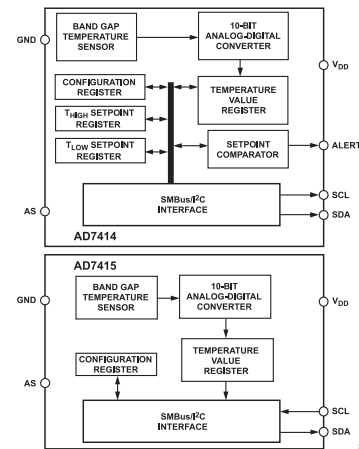 BAND GAP
TEMPERATURE
SENSOR
10-BIT
ANALOG-DIGITAL
CONVERTER
GND
VDD
CONFIGURATION
REGISTER
TEMPERATURE
VALUE
REGISTER
THIGH SETPOINT
REGISTER
TLOW SETPOINT
REGISTER
SETPOINT
COMPARATOR
ALERT
SMBus/I2C
INTERFACE
SCL
SDA
AS
AD7414
AD7415
BAND GAP
TEMPERATURE
SENSOR
10-BIT
ANALOG-DIGITAL
CONVERTER
GND
VDD
CONFIGURATION
REGISTER
TEMPERATURE
VALUE
REGISTER
AS
SMBus/I2C
INTERFACE
SCL
SDA